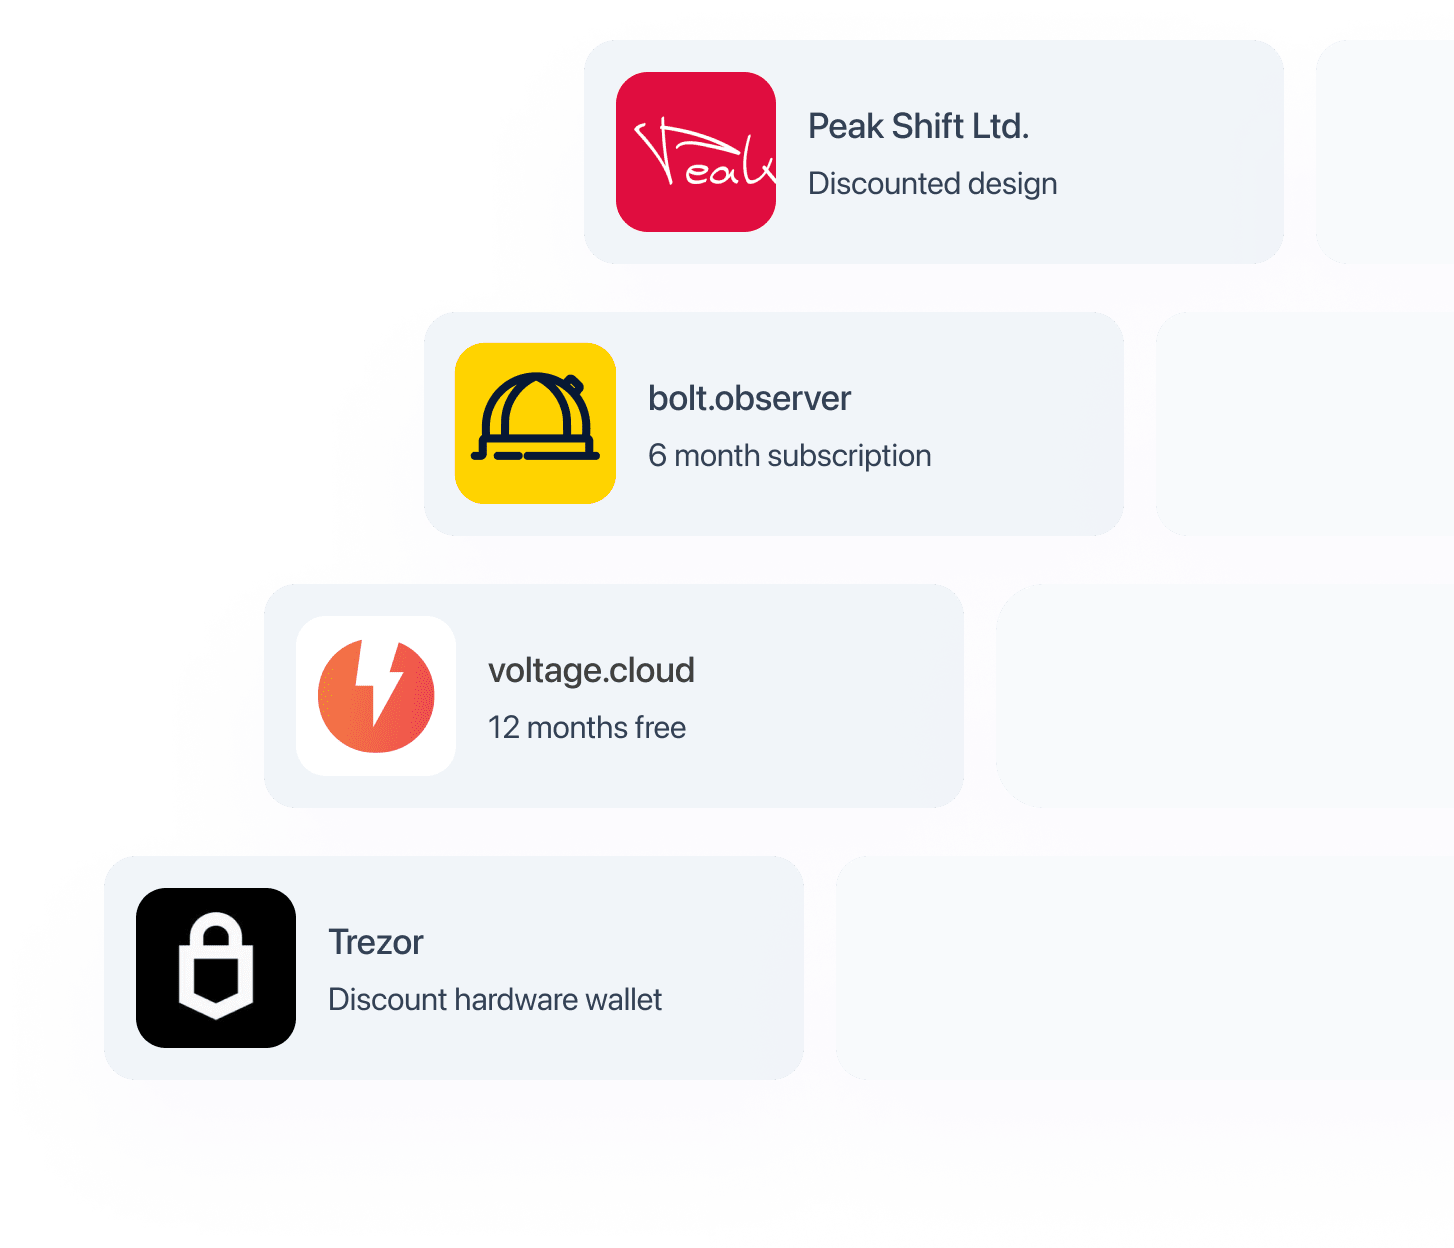 Peak
Peak Shift Ltd.
Discounted design
bolt.observer
6 month subscription
voltage.cloud
12 months free
Trezor
Discount hardware wallet